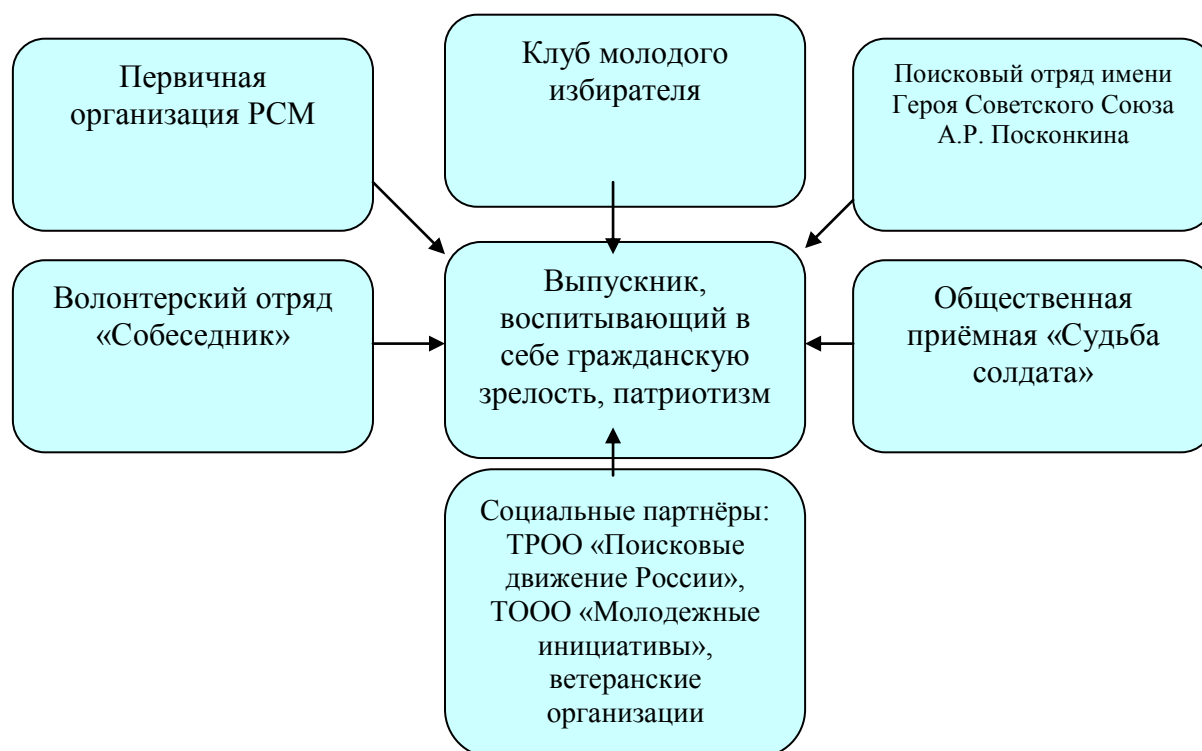 Первичная
организация РСМ
Клуб молодого
избирателя
Поисковый отряд имени
Героя Советского Союза
А.Р. Посконкина
Волонтерский отряд
«Собеседник»
Выпускник,
воспитывающий в
себе гражданскую
зрелость, патриотизм
Общественная
приёмная «Судьба
солдата»
Социальные партнёры:
ТРОО «Поисковые
движение России»,
ТООО «Молодежные
инициативы»,
ветеранские
организации